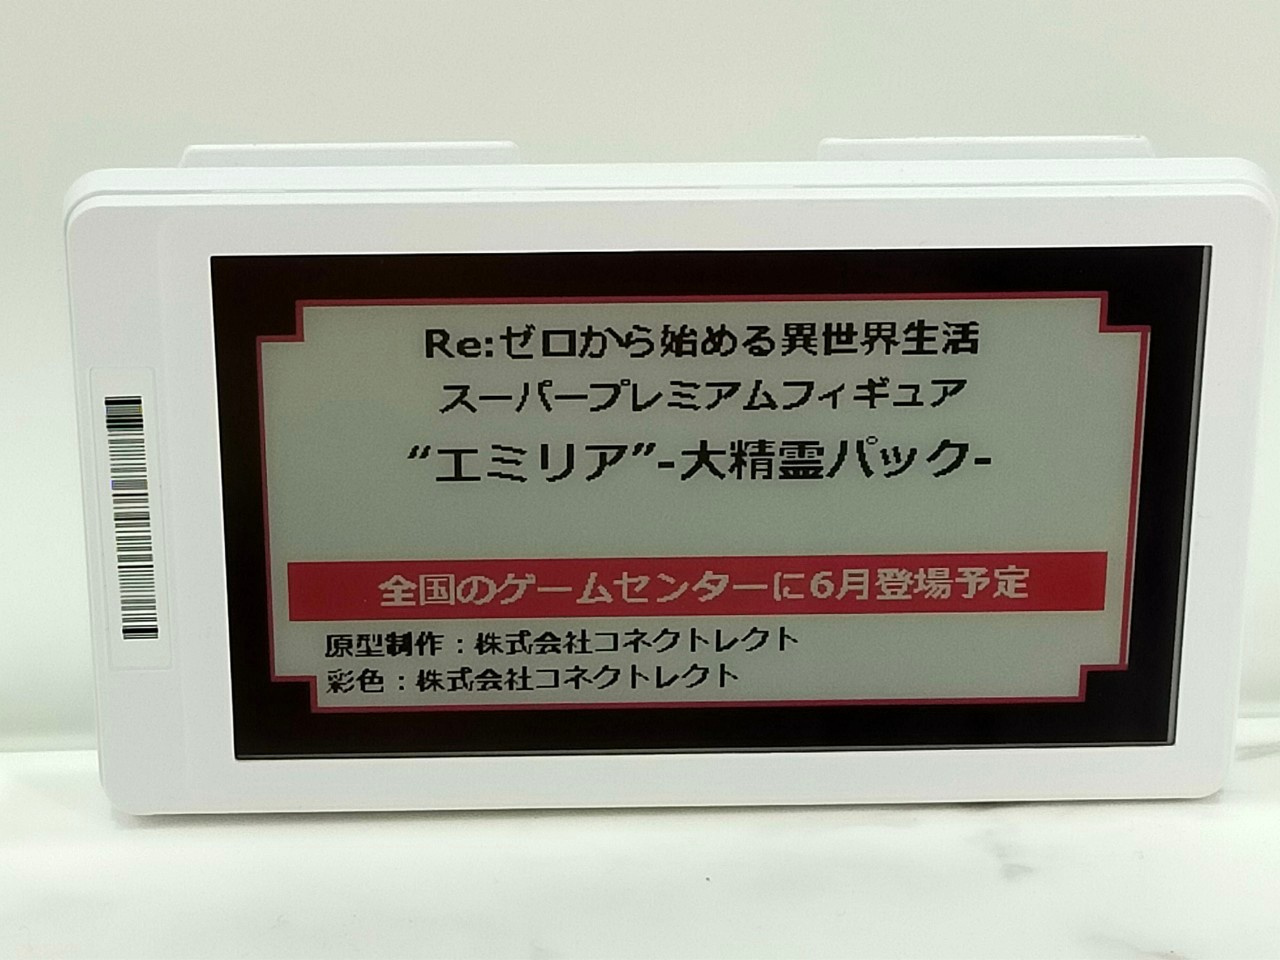 Re:ゼロから始める異世界生活
スーパープレミアムフィギュア
“エミリア”-大精霊パック-
全国のゲームセンターに6月登場予定
原型制作：株式会社コネクトレクト
彩色：株式会社コネクトレクト